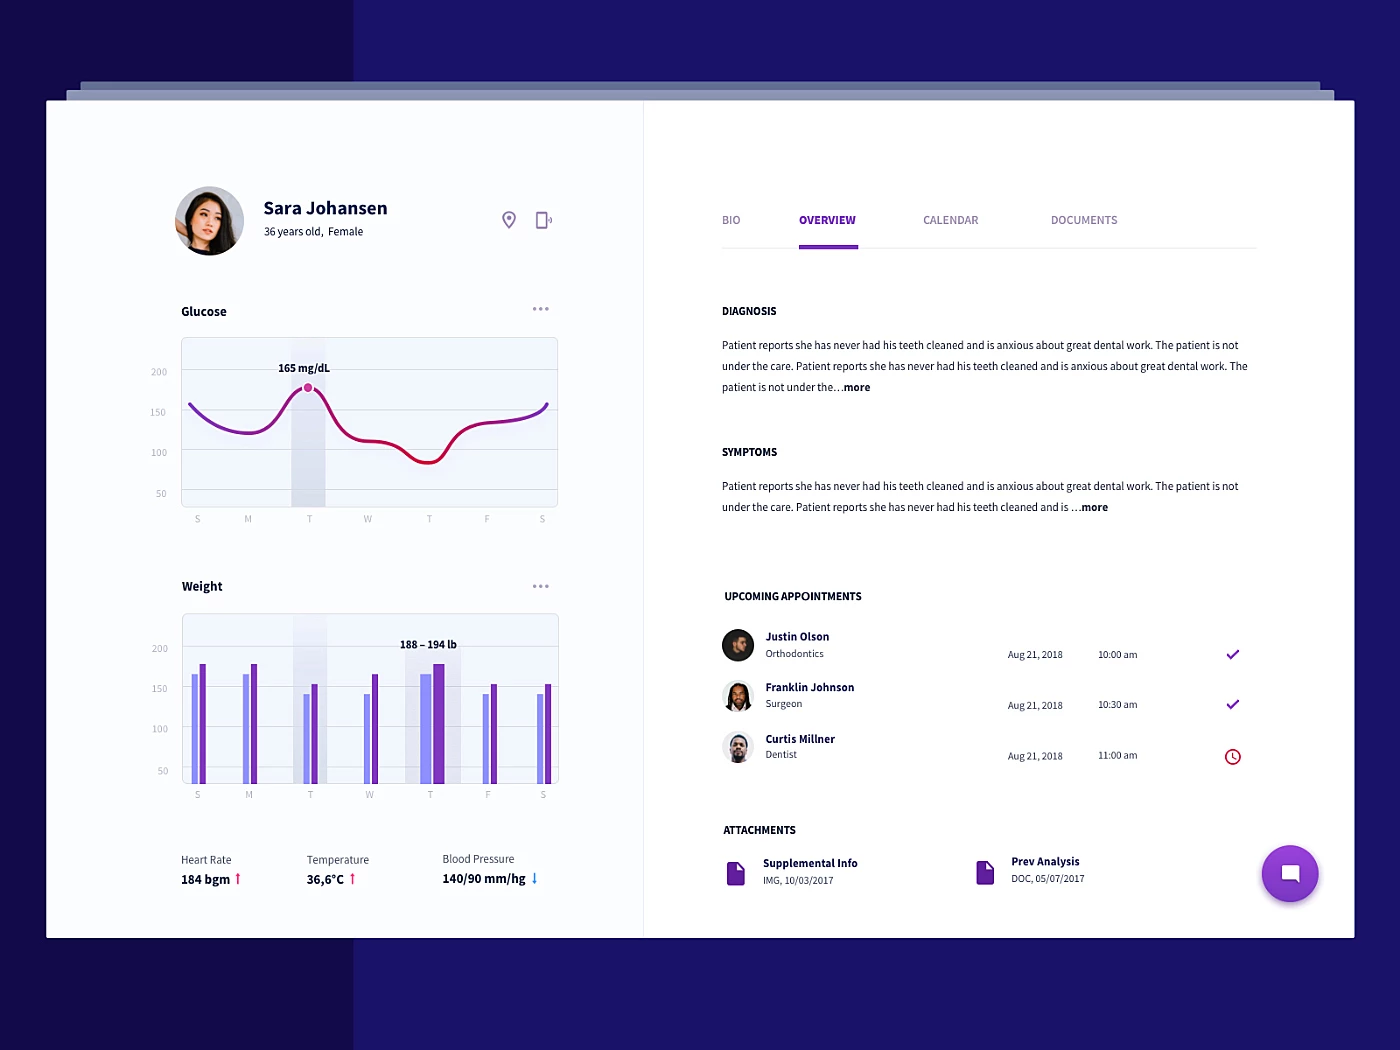 Sara Johansen
36 years old, Female
Glucose
165 mg/dL
200
150
100
50
S M T W T F S
Weight
188 – 194 lb
200
150
100
50
S M T W T F S
Heart Rate
184 bgm
Temperature
36,6°C
Blood Pressure
140/90 mm/hg
BIO OVERVIEW CALENDAR DOCUMENTS
DIAGNOSIS
Patient reports she has never had his teeth cleaned and is anxious about great dental work. The patient is not
under the care. Patient reports she has never had his teeth cleaned and is anxious about great dental work. The
patient is not under the...more
SYMPTOMS
Patient reports she has never had his teeth cleaned and is anxious about great dental work. The patient is not
under the care. Patient reports she has never had his teeth cleaned and is ...more
UPCOMING APPOINTMENTS
Justin Olson
Orthodontics
Aug 21, 2018 10:00 am
Franklin Johnson
Surgeon
Aug 21, 2018 10:30 am
Curtis Millner
Dentist
Aug 21, 2018 11:00 am
ATTACHMENTS
Supplemental Info
IMG, 10/03/2017
Prev Analysis
DOC, 05/07/2017